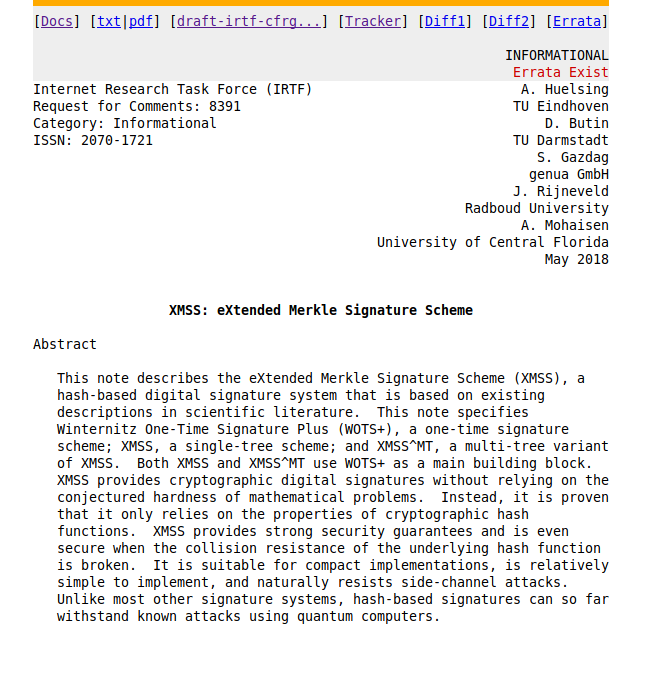 [Docs] [txt|pdf] [draft-irtf-cfrg...] [Tracker] [Diff1] [Diff2] [Errata]
INFORMATIONAL
Errata Exist
Internet Research Task Force (IRTF) A. Huelsing
Request for Comments: 8391 TU Eindhoven
Category: Informational D. Butin
ISSN: 2070-1721 TU Darmstadt
S. Gazdag
genua GmbH
J. Rijneveld
Radboud University
A. Mohaisen
University of Central Florida
May 2018
XMSS: eXtended Merkle Signature Scheme
Abstract
This note describes the eXtended Merkle Signature Scheme (XMSS), a
hash-based digital signature system that is based on existing
descriptions in scientific literature. This note specifies
Winternitz One-Time Signature Plus (WOTS+), a one-time signature
scheme; XMSS, a single-tree scheme; and XMSS^MT, a multi-tree variant
of XMSS. Both XMSS and XMSS^MT use WOTS+ as a main building block.
XMSS provides cryptographic digital signatures without relying on the
conjectured hardness of mathematical problems. Instead, it is proven
that it only relies on the properties of cryptographic hash
functions. XMSS provides strong security guarantees and is even
secure when the collision resistance of the underlying hash function
is broken. It is suitable for compact implementations, is relatively
simple to implement, and naturally resists side-channel attacks.
Unlike most other signature systems, hash-based signatures can so far
withstand known attacks using quantum computers.